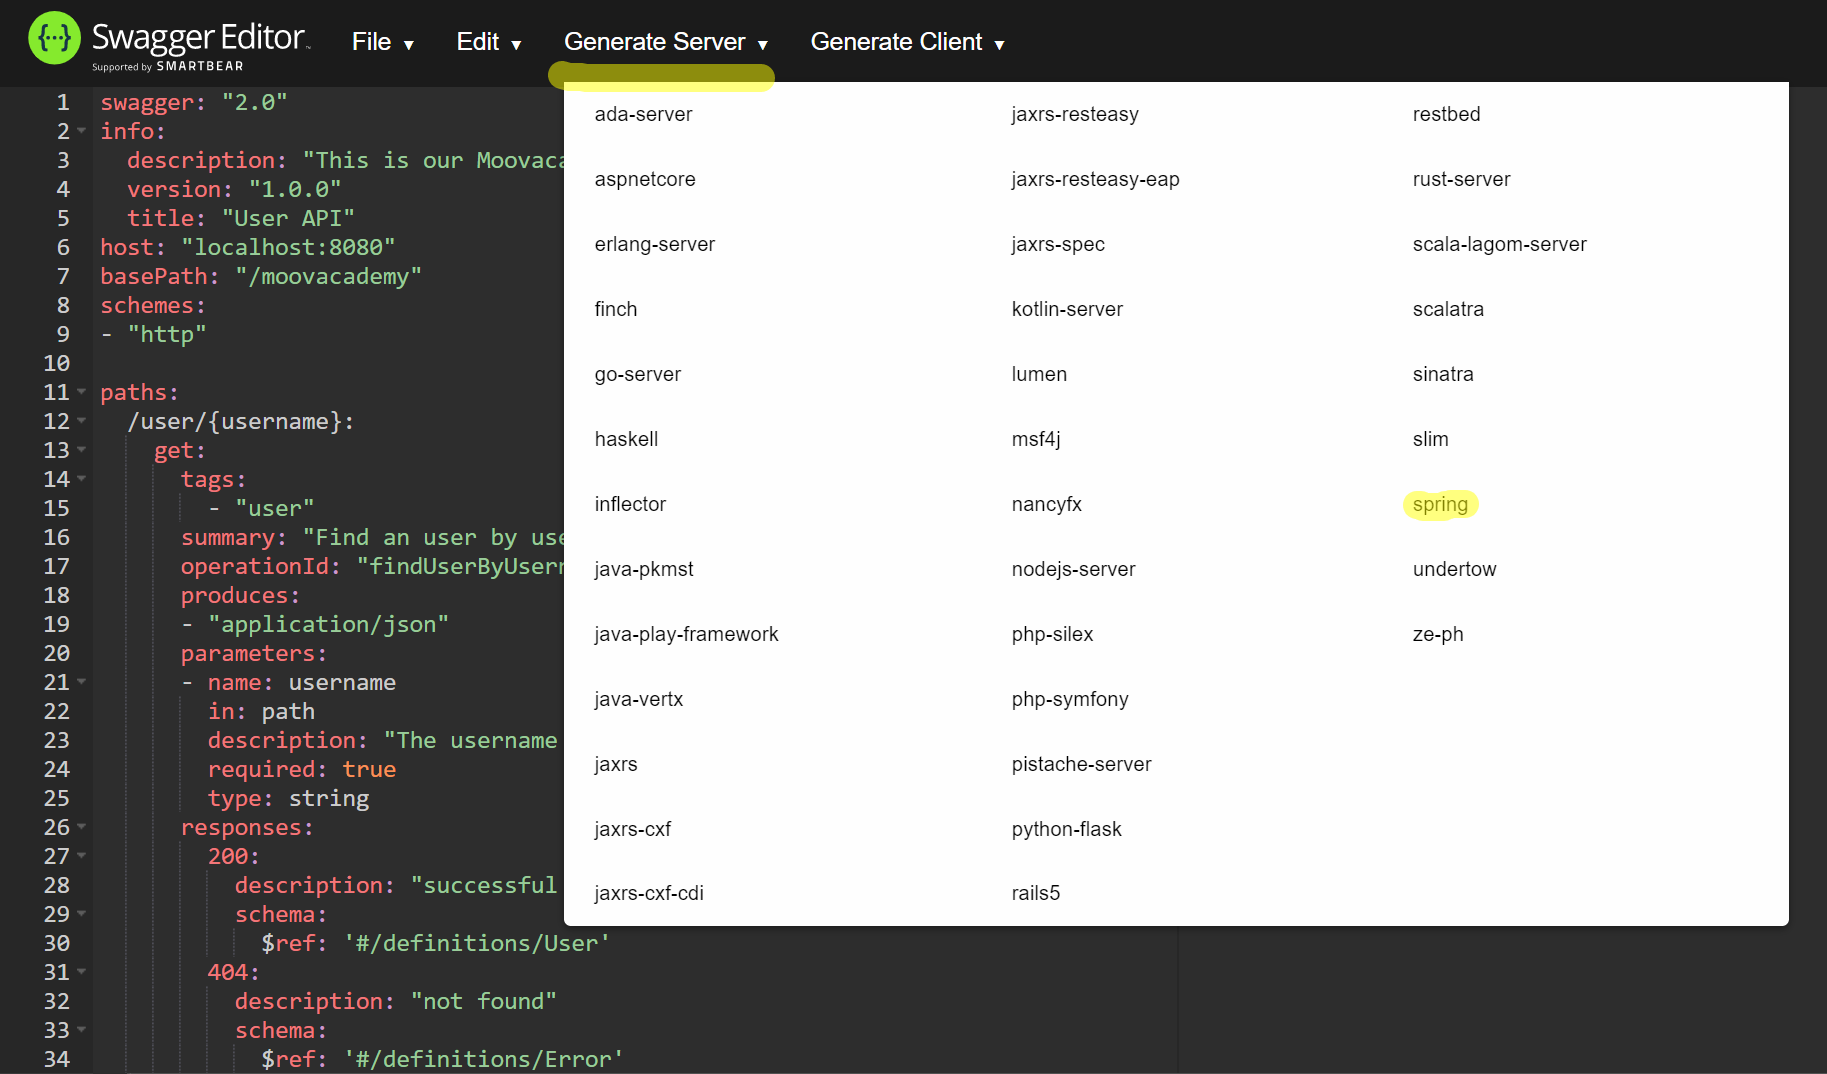 Swagger Editor
Supported by SMARTBEAR
File ▼ Edit ▼ Generate Server ▼ Generate Client ▼
1 swagger: "2.0"
2 info:
3 description: "This is our
4 version: "1.0.0"
5 title: "User API"
6 host: "localhost:8080"
7 basePath: "/moovacademy"
8 schemes:
9 - "http"
10
11 paths:
12 /user/{username}:
13 get:
14 tags:
15 - "user"
16 summary: "Find an user by
17 operationId:
18 produces:
19 - "application/json"
20 parameters:
21 - name: username
22 in: path
23 description: "The username
24 required: true
25 type: string
26 responses:
27 200:
28 description: "successful
29 schema:
30 $ref: '#/definitions/User'
31 404:
32 description: "not found"
33 schema:
34 $ref: '#/definitions/Error'
ada-server
aspnetcore
erlang-server
finch
go-server
haskell
inflector
java-pkmst
java-play-framework
java-vertx
jaxrs
jaxrs-cxf
jaxrs-cxf-cdi
jaxrs-resteasy
jaxrs-resteasy-eap
jaxrs-spec
kotlin-server
lumen
msf4j
nancyfx
nodejs-server
php-silex
php-symfony
pistache-server
python-flask
rails5
restbed
rust-server
scala-lagom-server
scalatra
sinatra
slim
spring
undertow
ze-ph